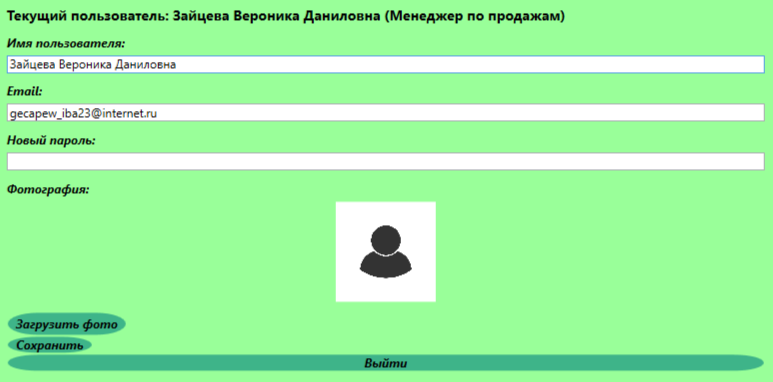 Текущий пользователь: Зайцева Вероника Даниловна (Менеджер по продажам)
Имя пользователя:
Зайцева Вероника Даниловна
Email:
gecapew_iba23@internet.ru
Новый пароль:
Фотография:
Загрузить фото
Сохранить
Выйти